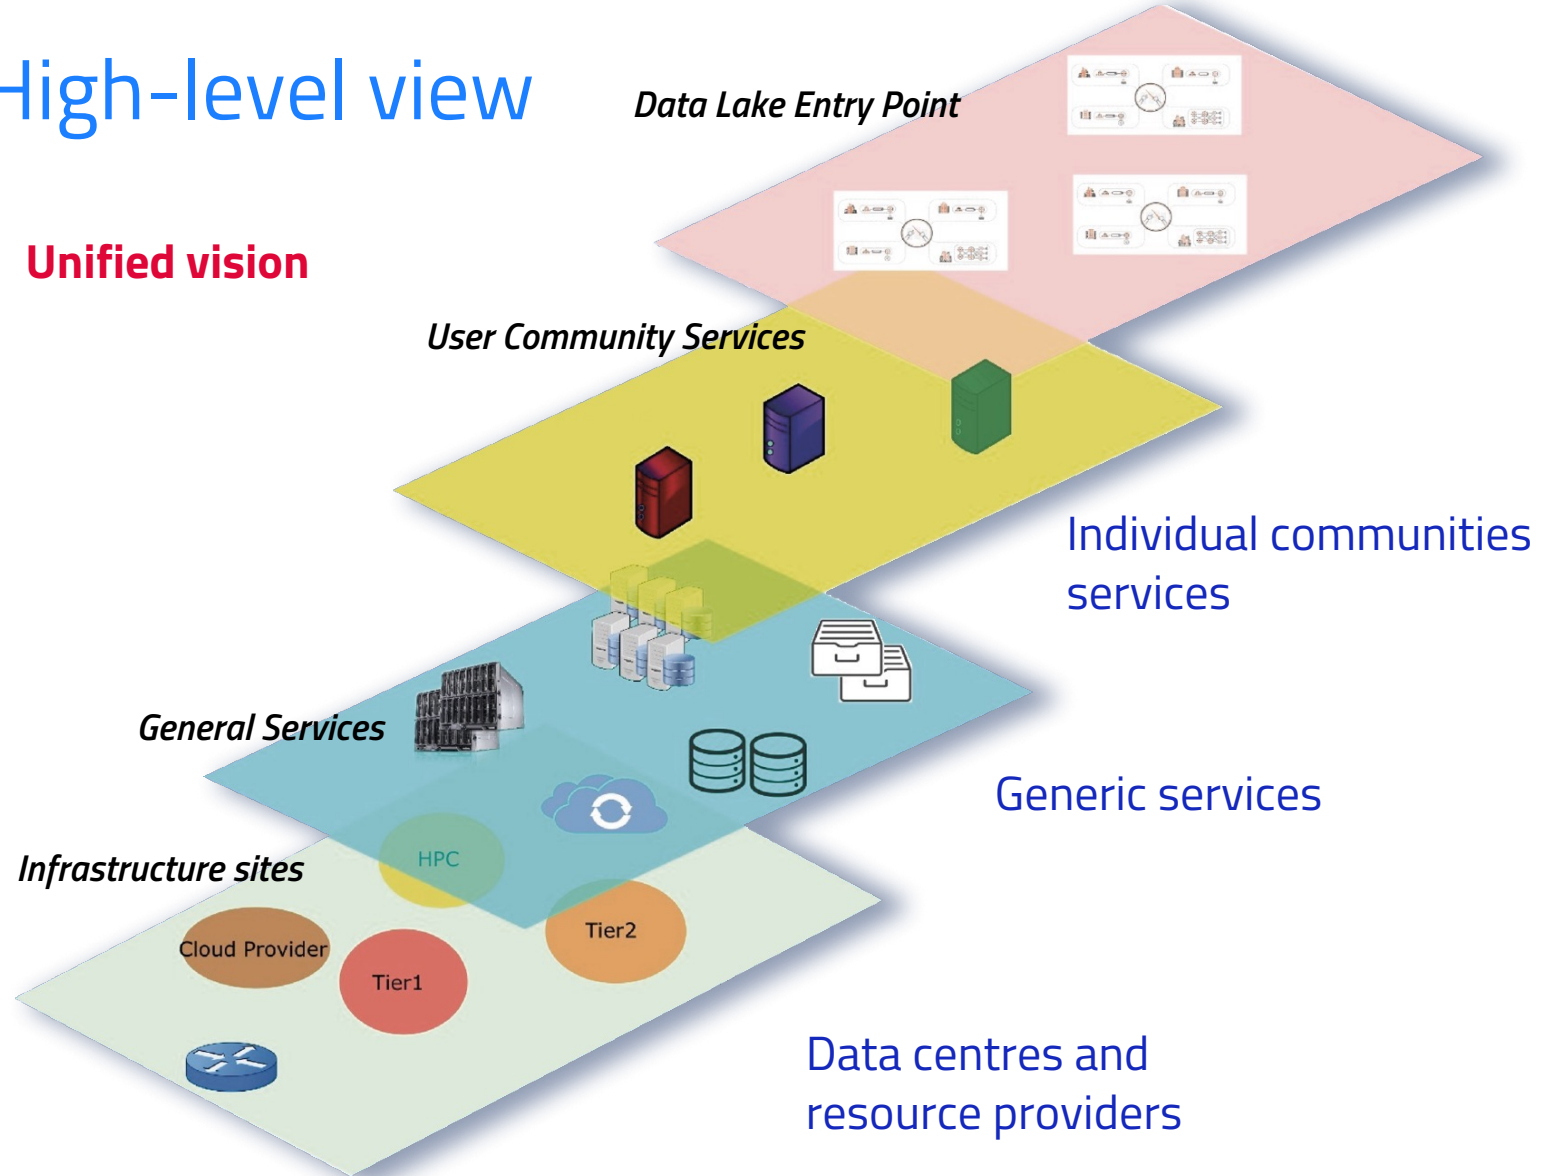 High-level view
Data Lake Entry Point
Unified vision
User Community Services
Individual communities
services
General Services
Generic services
HPC
Infrastructure sites
Tier2
Cloud Provider
Tier1
Data centres and
resource providers